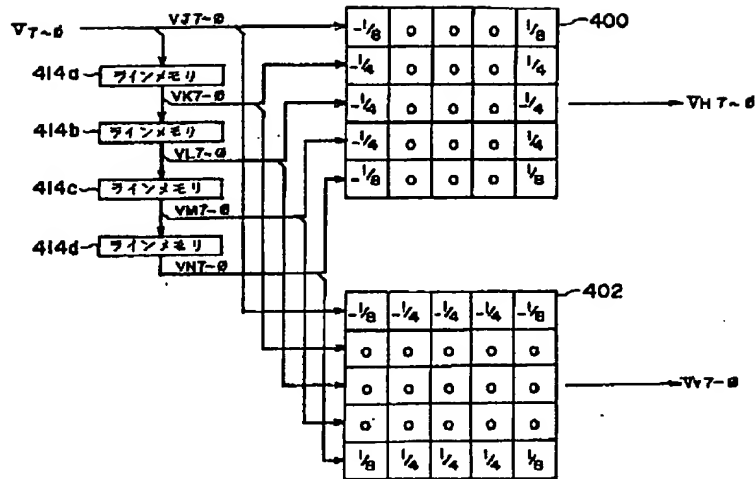 V7~0
VJ7~0
414a ラインメモリ
VK7-0
414b ラインメモリ
VL7~0
414c ラインメモリ
VM7-0
414d ラインメモリ
VN7-0
400
-1/8 0 0 0 1/8
-1/4 0 0 0 1/4
-1/4 0 0 0 -1/4
-1/4 0 0 0 1/4
-1/8 0 0 0 1/8
VH7~0
402
-1/8 -1/4 -1/4 -1/4 -1/8
0 0 0 0 0
0 0 0 0 0
0 0 0 0 0
1/8 1/4 1/4 1/4 1/8
VV7-0